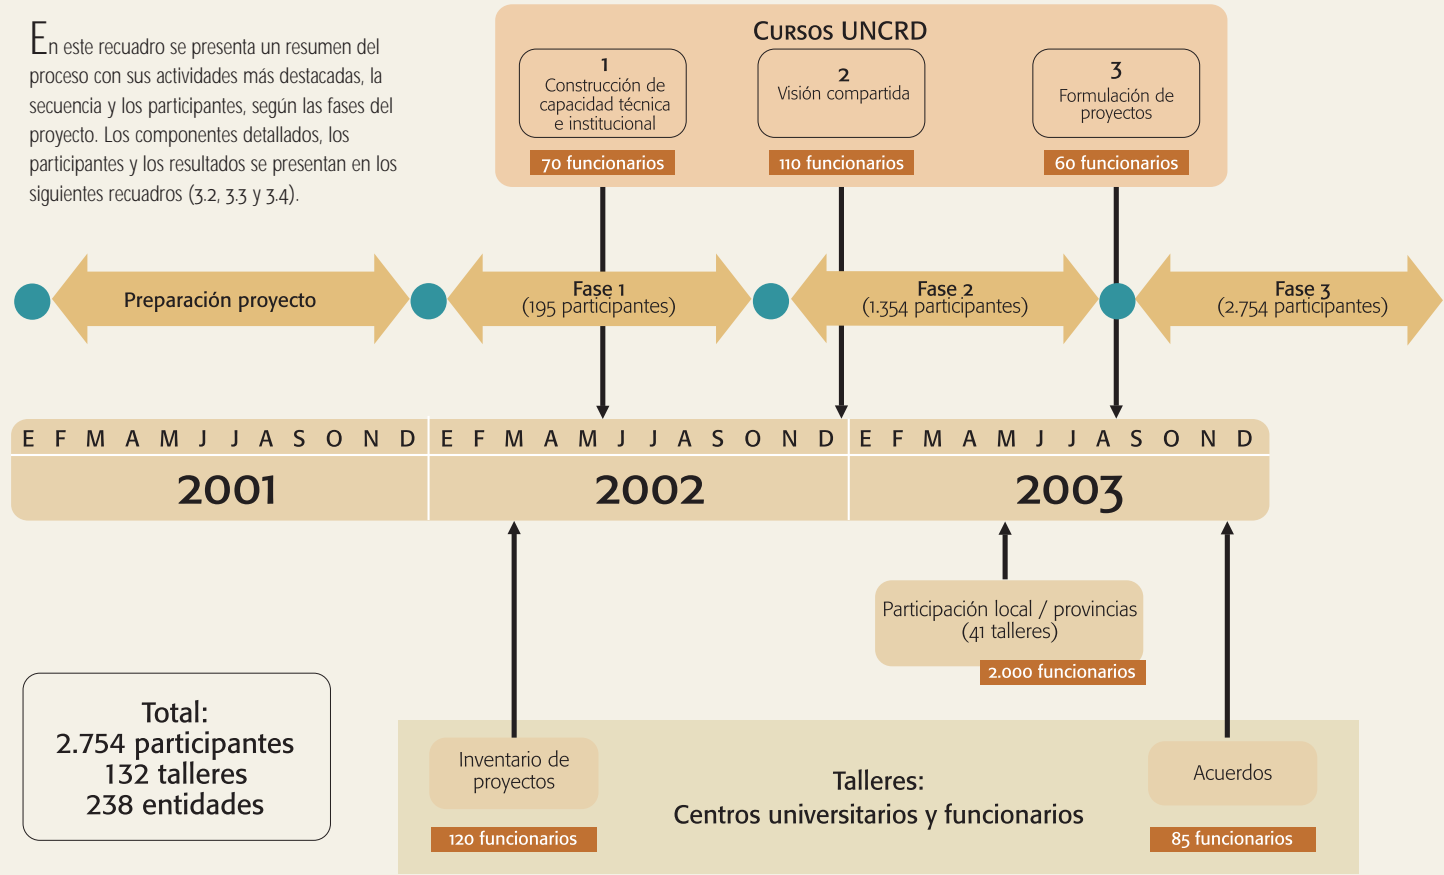 En este recuadro se presenta un resumen del
proceso con sus actividades más destacadas, la
secuencia y los participantes, según las fases del
proyecto. Los componentes detallados, los
participantes y los resultados se presentan en los
siguientes recuadros (3.2, 3.3 y 3.4).
CURSOS UNCRD
1
Construcción de
capacidad técnica
e institucional
70 funcionarios
2
Visión compartida
110 funcionarios
3
Formulación de
proyectos
60 funcionarios
Preparación proyecto
Fase 1
(195 participantes)
Fase 2
(1.354 participantes)
Fase 3
(2.754 participantes)
E F M A M J J A S O N D E F M A M J J A S O N D E F M A M J J A S O N D
2001 2002 2003
Participación local / provincias
(41 talleres)
2.000 funcionarios
Total:
2.754 participantes
132 talleres
238 entidades
Inventario de
proyectos
120 funcionarios
Talleres:
Centros universitarios y funcionarios
Acuerdos
85 funcionarios